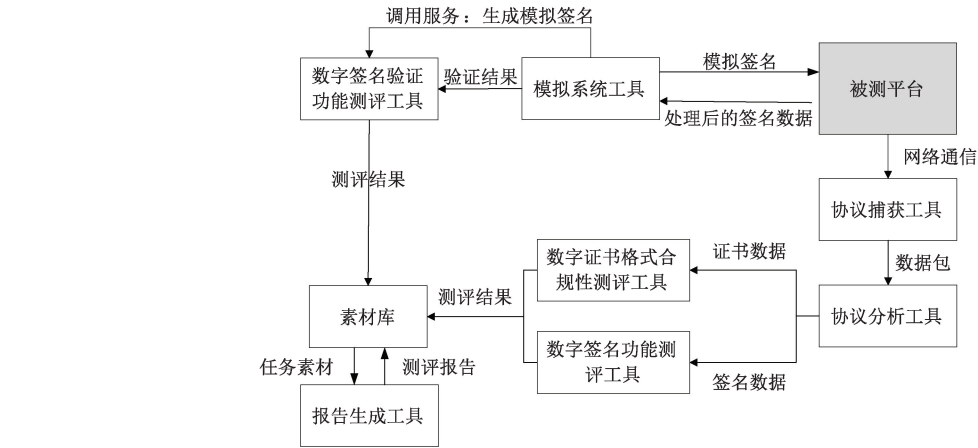 调用服务：生成模拟签名
数字签名验证
功能测评工具
验证结果
模拟系统工具
模拟签名
处理后的签名数据
被测平台
网络通信
测评结果
协议捕获工具
数据包
数字证书格式合
规性测评工具
证书数据
测评结果
素材库
协议分析工具
数字签名功能测
评工具
签名数据
任务素材
测评报告
报告生成工具